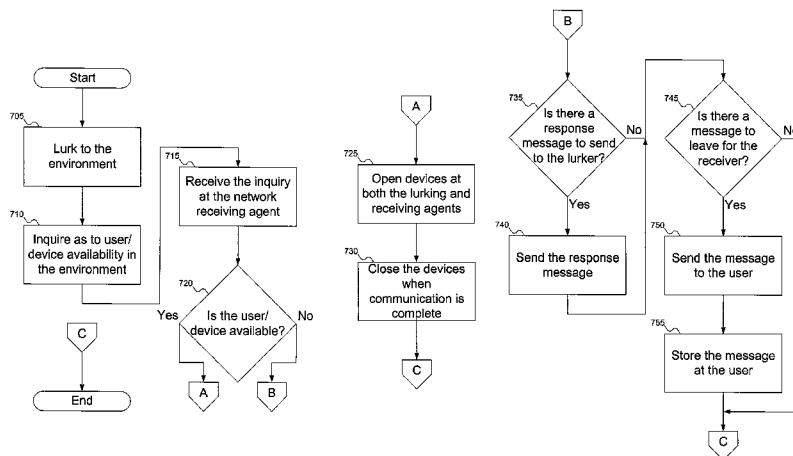 Start
705
Lurk to the
environment
710
Inquire as to user/
device availability in
the environment
C
End
715
Receive the inquiry
at the network
receiving agent
720
Is the user/
device available?
Yes
No
A
B
A
725
Open devices at
both the lurking and
receiving agents
730
Close the devices
when
communication is
complete
C
B
735
Is there a
response
message to send
to the lurker?
No
Yes
740
Send the response
message
745
Is there a
message to
leave for the
receiver?
No
Yes
750
Send the message
to the user
755
Store the message
at the user
C